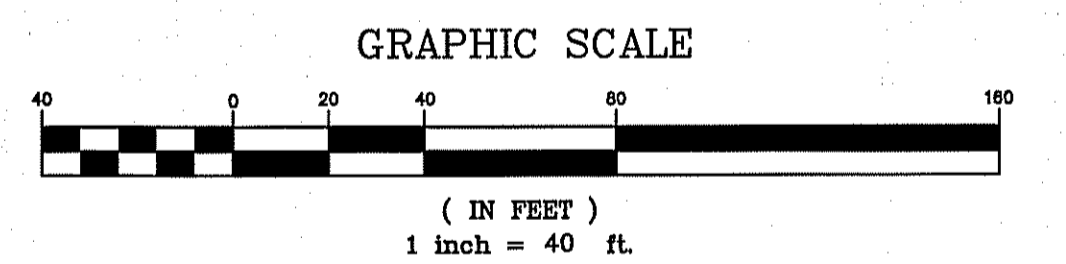 GRAPHIC SCALE
40 0 20 40 80 160
( IN FEET )
1 inch = 40 ft.